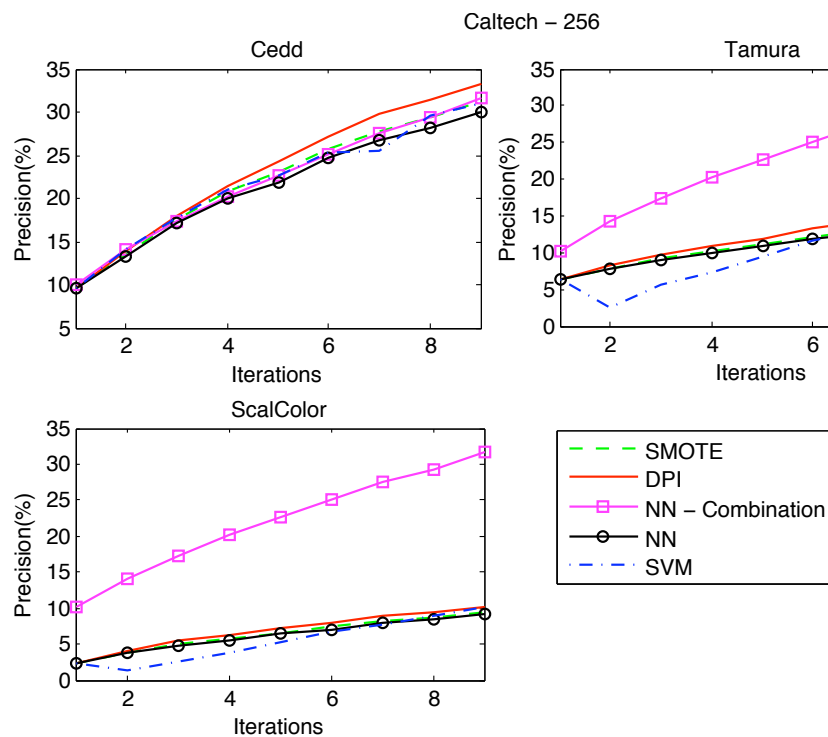 Caltech – 256
Cedd
Precision(%)
35
30
25
20
15
10
5
2 4 6 8
Iterations
Tamura
Precision(%)
35
30
25
20
15
10
5
0
2 4 6
Iterations
ScalColor
Precision(%)
35
30
25
20
15
10
5
0
2 4 6 8
Iterations
SMOTE
DPI
NN – Combination
NN
SVM